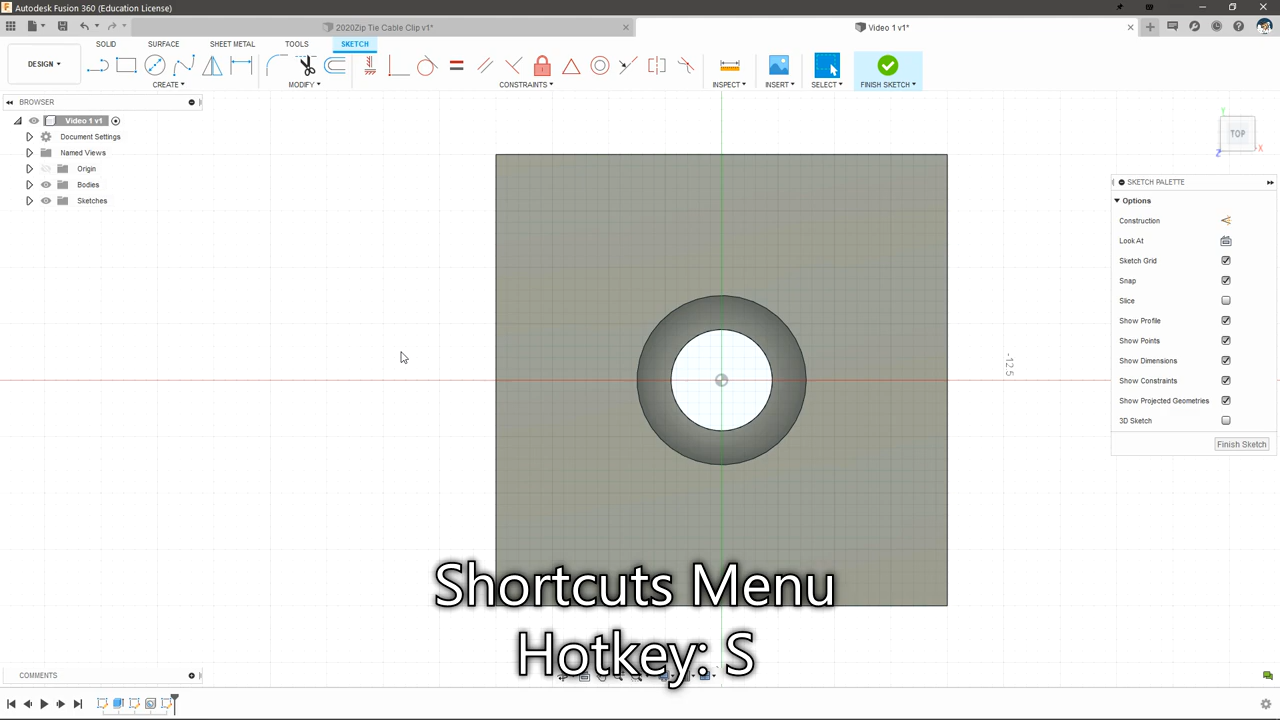 Autodesk Fusion 360 (Education License)
2020Zip Tie Cable Clip v1*
Video 1 v1*
SOLID
SURFACE
SHEET METAL
TOOLS
SKETCH
DESIGN
CREATE
MODIFY
CONSTRAINTS
INSPECT
INSERT
SELECT
FINISH SKETCH
BROWSER
Video 1 v1
Document Settings
Named Views
Origin
Bodies
Sketches
TOP
Y
X
Z
SKETCH PALETTE
Options
Construction
Look At
Sketch Grid
Snap
Slice
Show Profile
Show Points
Show Dimensions
Show Constraints
Show Projected Geometries
3D Sketch
Finish Sketch
-12.5
Shortcuts Menu
Hotkey: S
COMMENTS